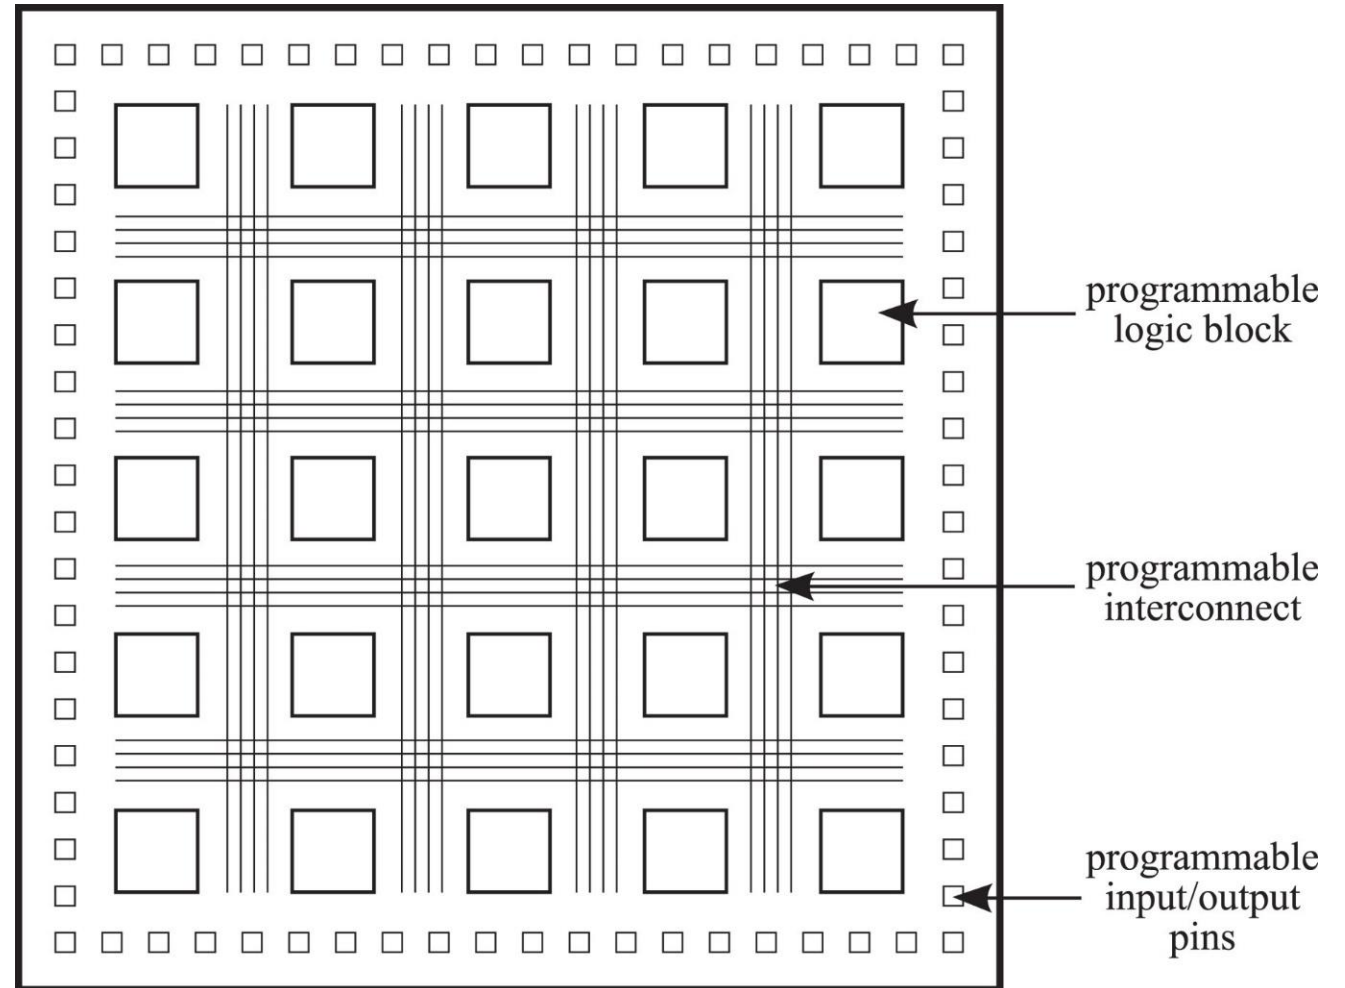 programmable
logic block
programmable
interconnect
programmable
input/output
pins